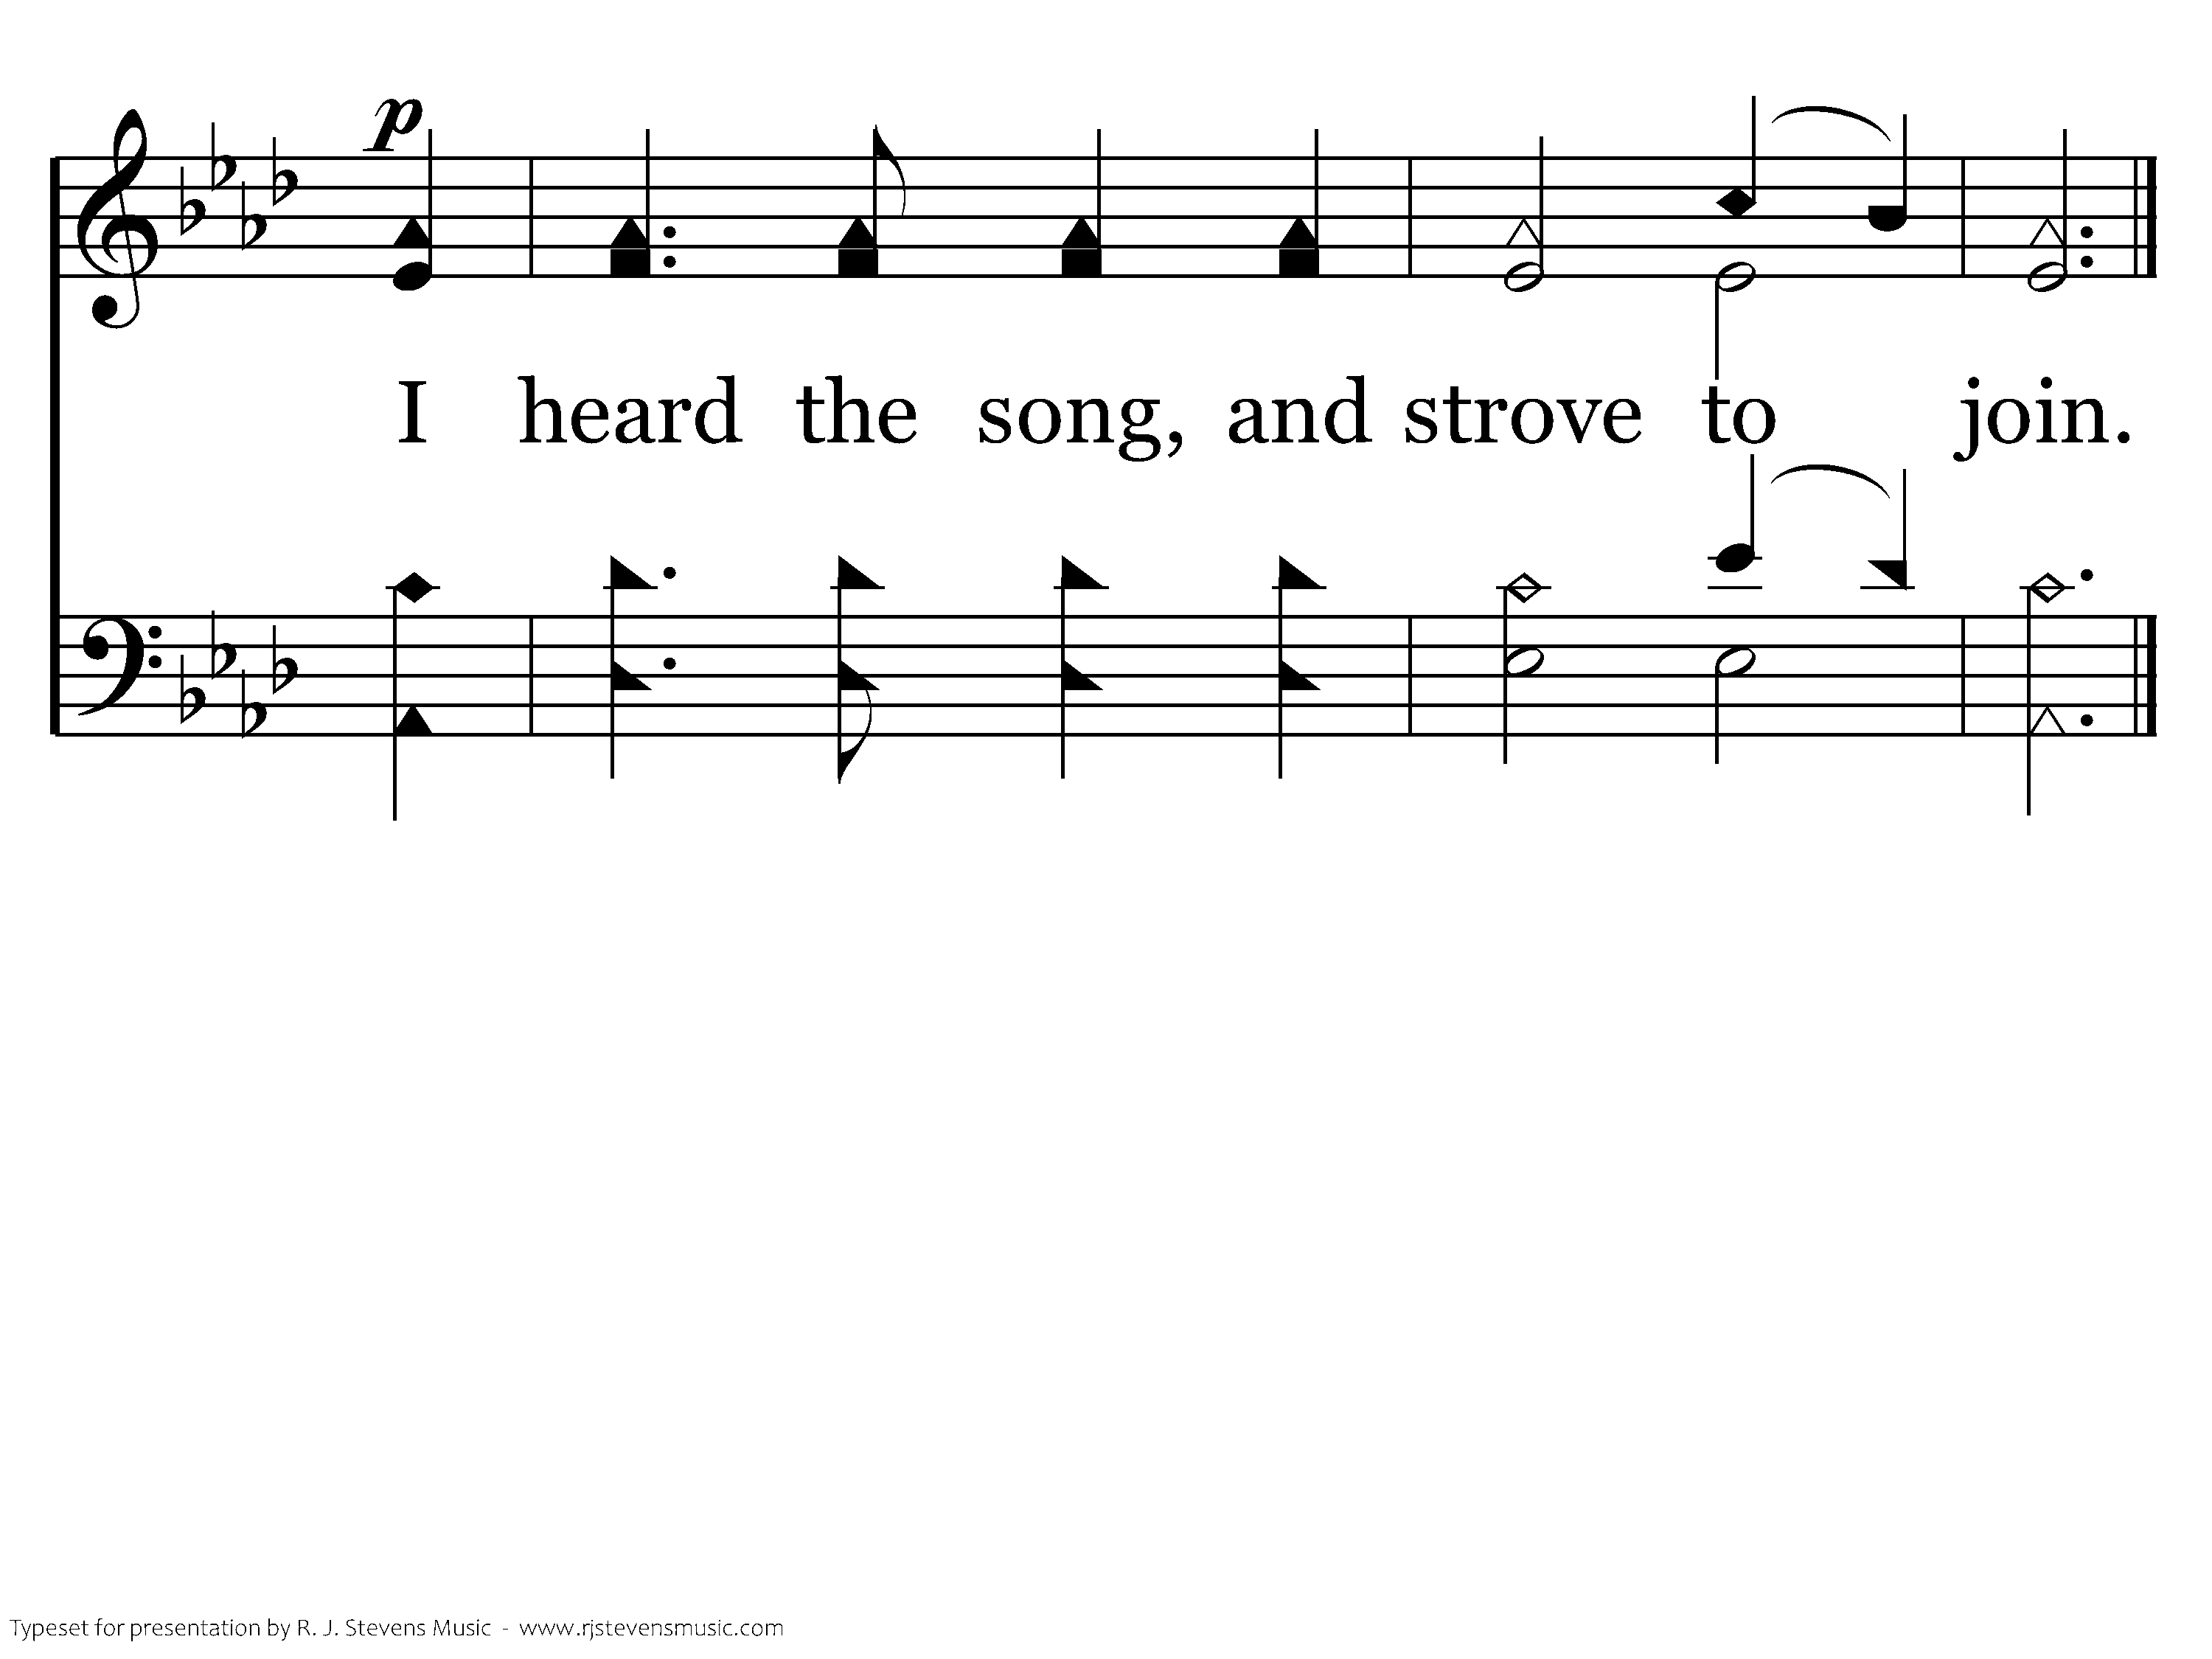 p
I heard the song, and strove to join.
Typeset for presentation by R. J. Stevens Music - www.rjstevensmusic.com